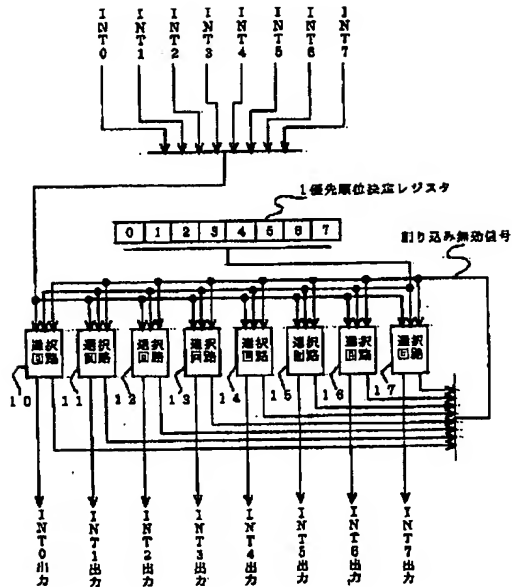 INT0
INT1
INT2
INT3
INT4
INT5
INT6
INT7
1優先順位決定レジスタ
0 1 2 3 4 5 6 7
割り込み無効信号
選択回路
選択回路
選択回路
選択回路
選択回路
選択回路
選択回路
選択回路
10
11
12
13
14
15
16
17
INT0出力
INT1出力
INT2出力
INT3出力
INT4出力
INT5出力
INT6出力
INT7出力